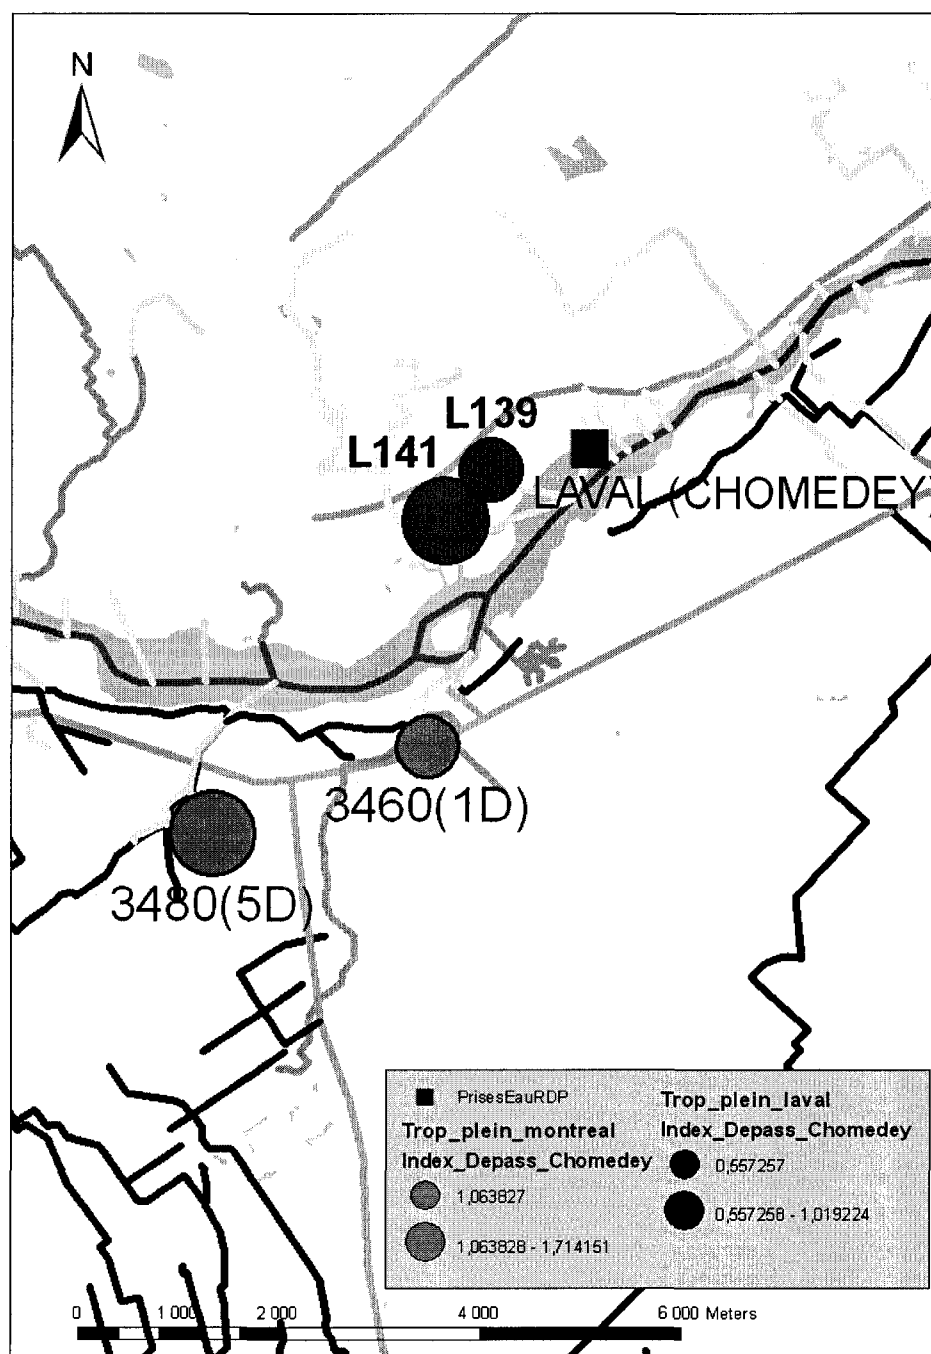 N
L139
L141
LAVAL (CHOMEDEY)
3460(1D)
3480(5D)
PrisesEauRDP
Trop_plein_montreal
Index_Depass_Chomedey
1,063827
1,063828 - 1,714151
Trop_plein_laval
Index_Depass_Chomedey
0,557257
0,557258 - 1,019224
0 1 000 2 000 4 000 6 000 Meters